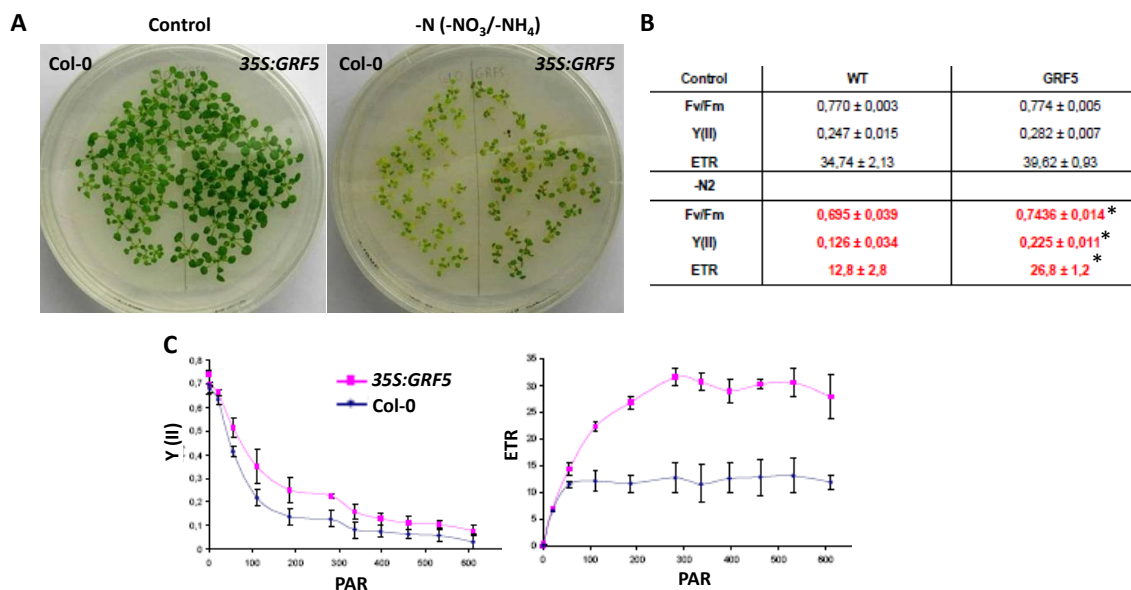 A
Control
-N (-NO₃/-NH₄)
Col-0
35S:GRF5
Col-0
35S:GRF5
B
Control WT GRF5
Fv/Fm 0,770 ± 0,003 0,774 ± 0,005
Y(II) 0,247 ± 0,015 0,282 ± 0,007
ETR 34,74 ± 2,13 39,62 ± 0,93
-N2
Fv/Fm 0,695 ± 0,039 0,7436 ± 0,014 *
Y(II) 0,126 ± 0,034 0,225 ± 0,011 *
ETR 12,8 ± 2,8 26,8 ± 1,2 *
C
35S:GRF5
Col-0
Y (II)
0,8
0,7
0,6
0,5
0,4
0,3
0,2
0,1
0
0 100 200 300 400 500 600
PAR
ETR
35
30
25
20
15
10
5
0
0 100 200 300 400 500 600
PAR